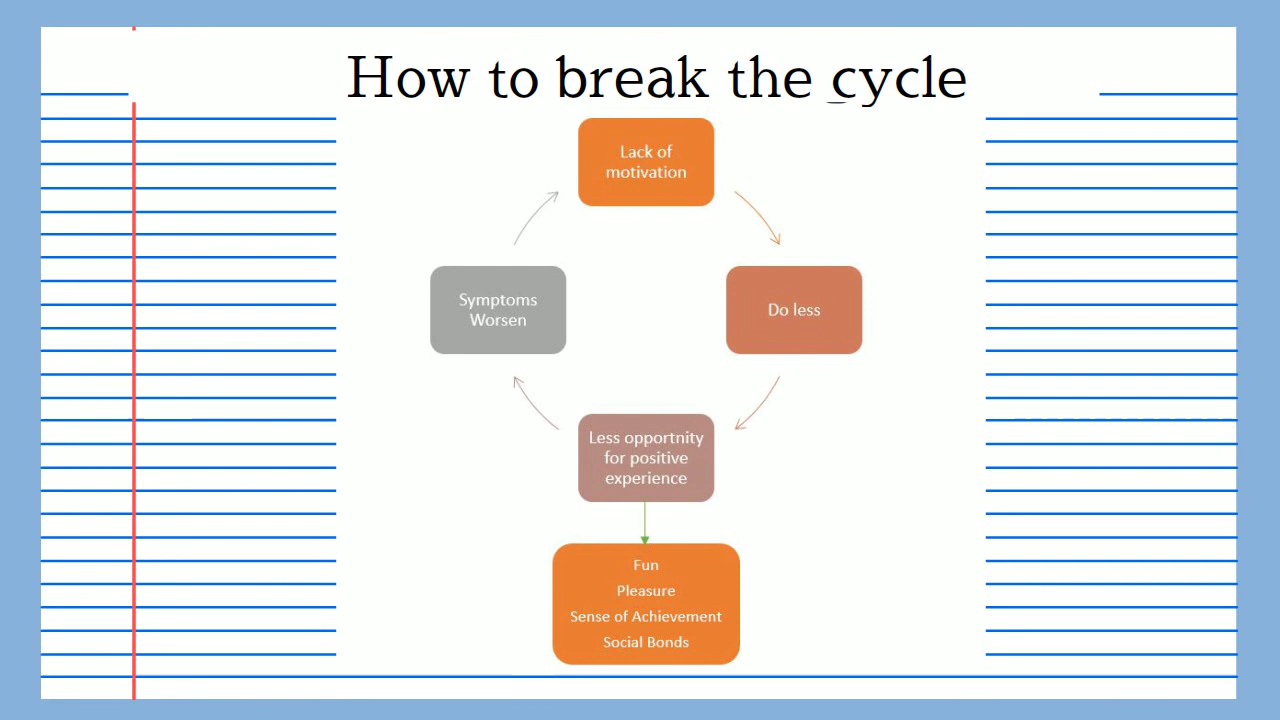 How to break the cycle
Lack of
motivation
Do less
Less opportnity
for positive
experience
Symptoms
Worsen
Fun
Pleasure
Sense of Achievement
Social Bonds